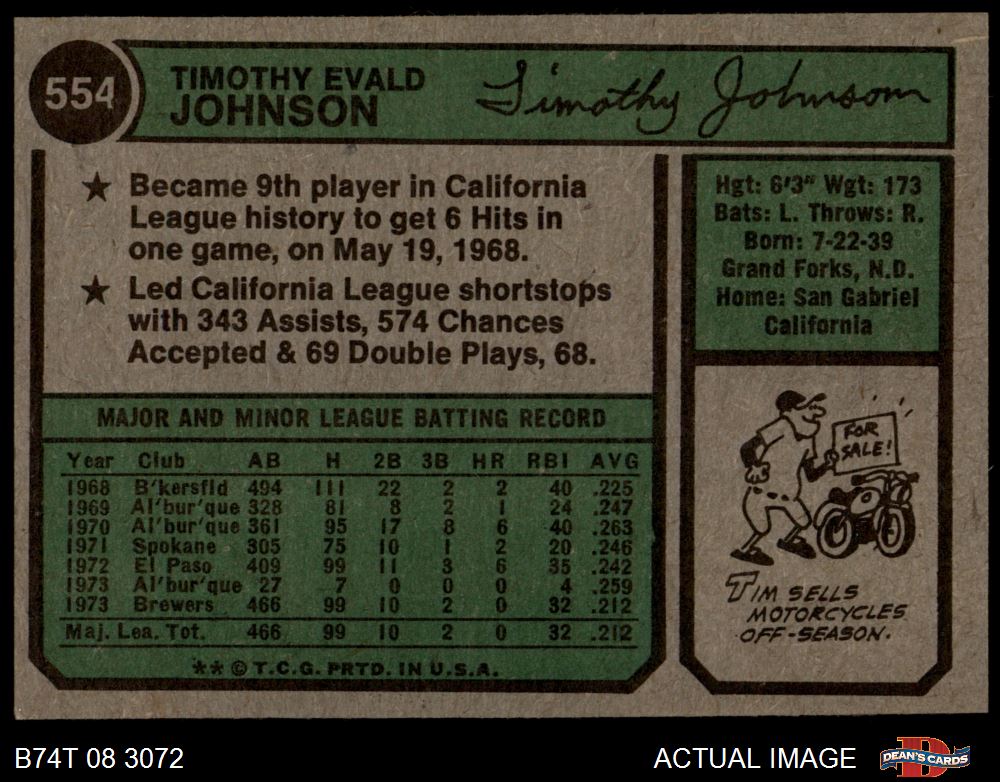 554
TIMOTHY EVALD
JOHNSON
Timothy Johnson
★ Became 9th player in California
League history to get 6 Hits in
one game, on May 19, 1968.
★ Led California League shortstops
with 343 Assists, 574 Chances
Accepted & 69 Double Plays, 68.
Hgt: 6'3" Wgt: 173
Bats: L. Throws: R.
Born: 7-22-39
Grand Forks, N.D.
Home: San Gabriel
California
MAJOR AND MINOR LEAGUE BATTING RECORD
Year Club AB H 2B 3B HR RBI AVG
1968 B'kersfld 494 111 22 2 2 40 .225
1969 Al'bur'que 328 81 8 2 1 24 .247
1970 Al'bur'que 361 95 17 8 6 40 .263
1971 Spokane 305 75 10 1 2 20 .246
1972 El Paso 409 99 11 3 6 35 .242
1973 Al'bur'que 27 7 0 0 0 4 .259
1973 Brewers 466 99 10 2 0 32 .212
Maj. Lea. Tot. 466 99 10 2 0 32 .212
** © T.C.G. PRTD. IN U.S.A.
FOR
SALE!
TIM SELLS
MOTORCYCLES
OFF-SEASON.
B74T 08 3072
ACTUAL IMAGE
D
DEAN'S CARDS